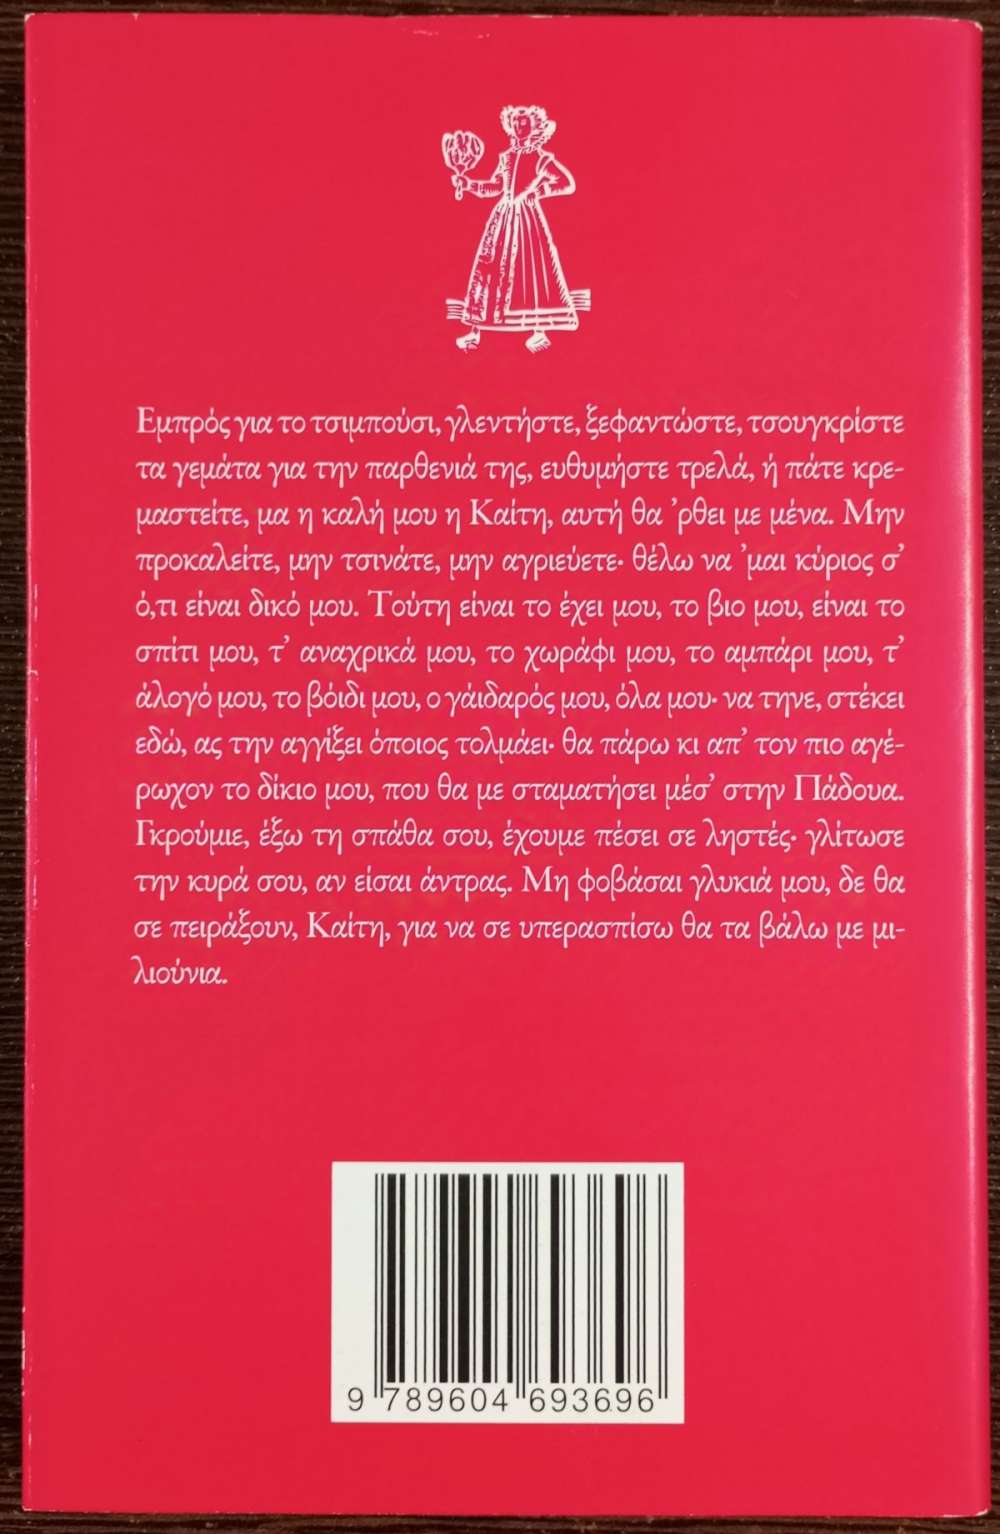 Εμπρός για το τσιμπούσι, γλεντήστε, ξεφαντώστε, τσουγκρίστε
τα γεμάτα για την παρθενιά της, ευθυμήστε τρελά, ή πάτε κρε-
μαστείτε, μα η καλή μου η Καίτη, αυτή θα ’ρθει με μένα. Μην
προκαλείτε, μην τσινάτε, μην αγριεύετε· θέλω να ’μαι κύριος σ’
ό,τι είναι δικό μου. Τούτη είναι το έχει μου, το βιο μου, είναι το
σπίτι μου, τ’ αναχρικά μου, το χωράφι μου, το αμπάρι μου, τ’
άλογό μου, το βόιδι μου, ο γάιδαρός μου, όλα μου· να τηνε, στέκει
εδώ, ας την αγγίξει όποιος τολμάει· θα πάρω κι απ’ τον πιο αγέ-
ρωχον το δίκιο μου, που θα με σταματήσει μέσ’ στην Πάδουα.
Γκρούμιε, έξω τη σπάθα σου, έχουμε πέσει σε ληστές· γλίτωσε
την κυρά σου, αν είσαι άντρας. Μη φοβάσαι γλυκιά μου, δε θα
σε πειράξουν, Καίτη, για να σε υπερασπίσω θα τα βάλω με μι-
λιούνια.
9 789604 693696